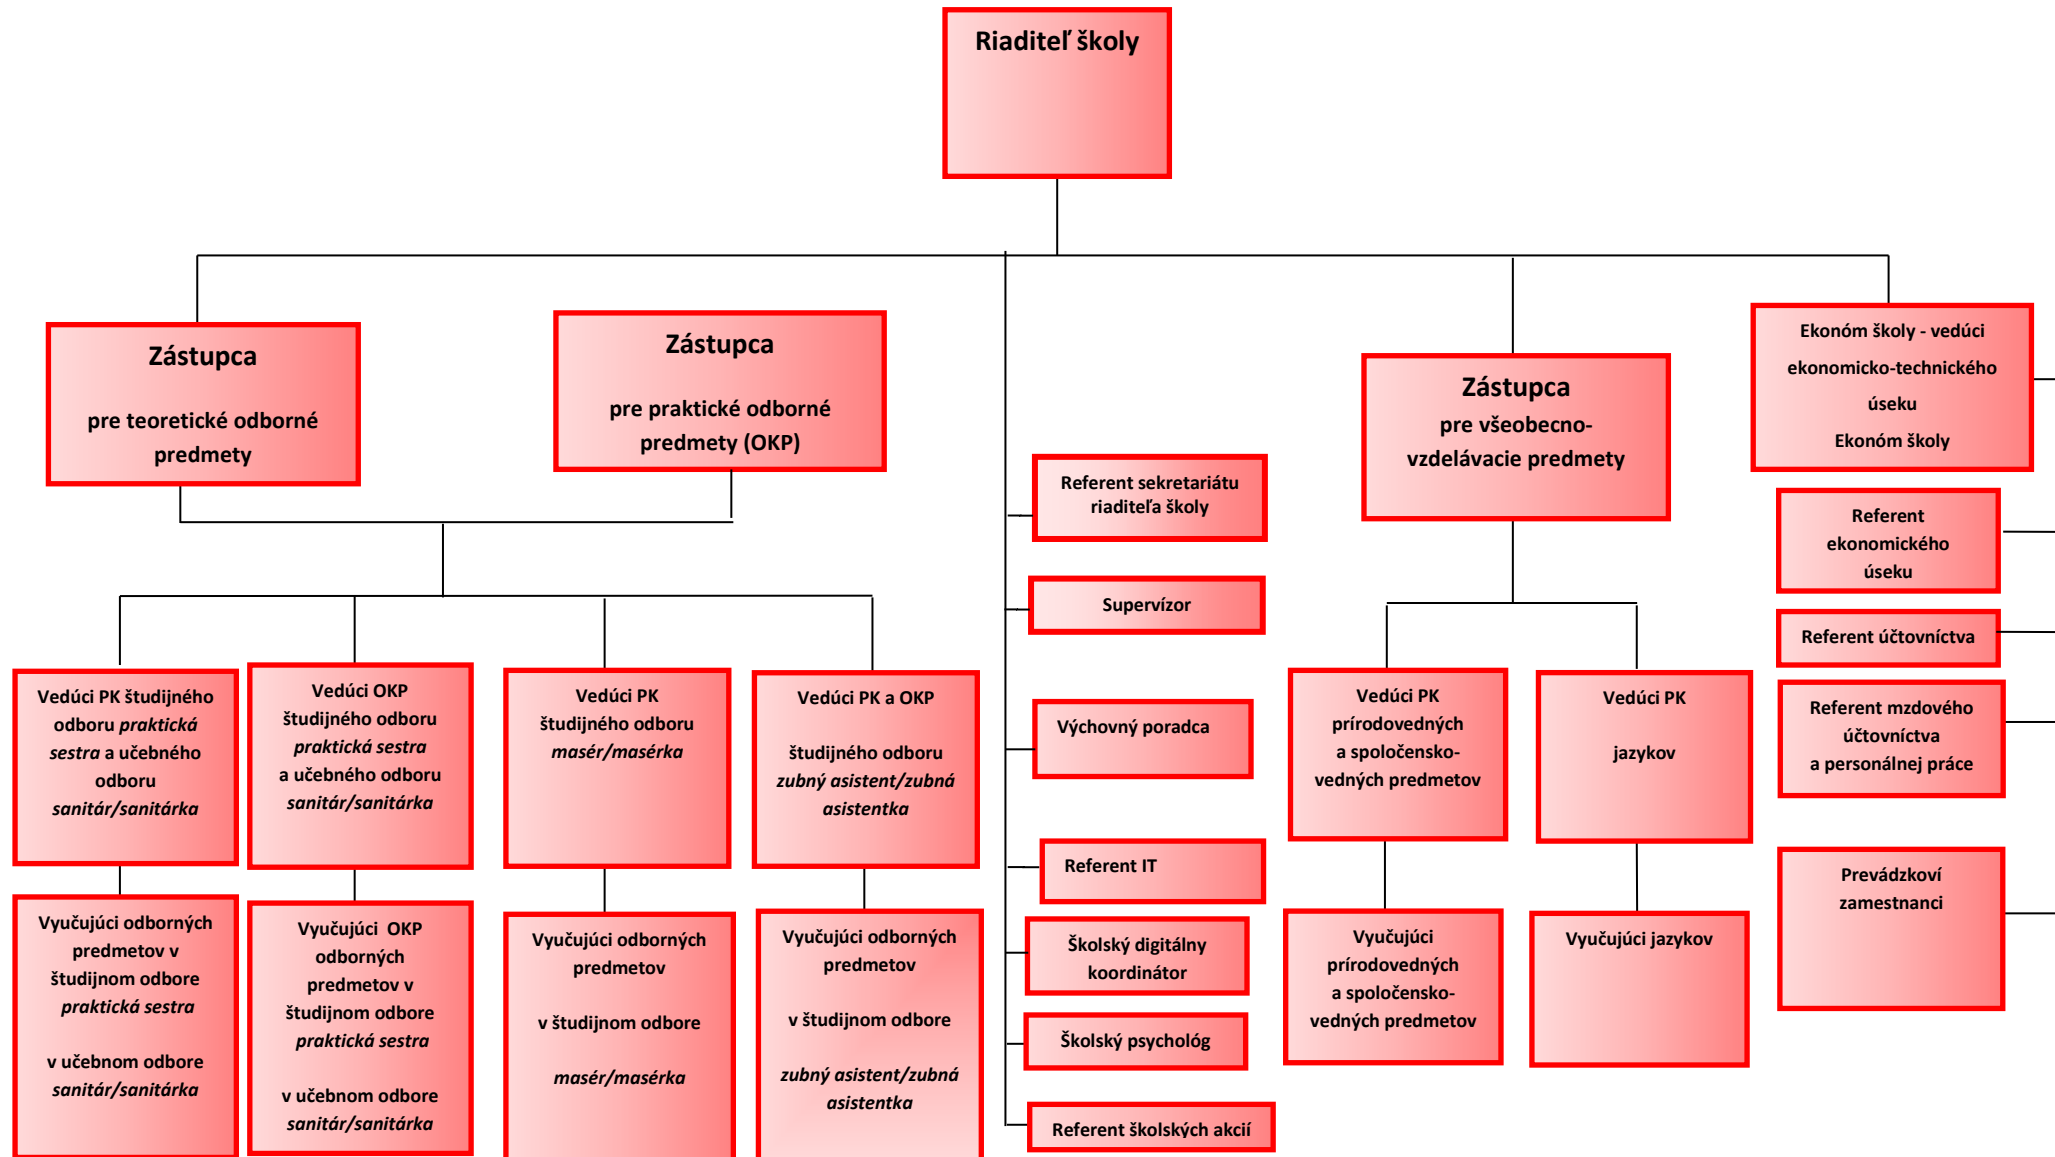 Riaditeľ školy
Zástupca
pre teoretické odborné
predmety
Zástupca
pre praktické odborné
predmety (OKP)
Zástupca
pre všeobecno-
vzdelávacie predmety
Ekonóm školy - vedúci
ekonomicko-technického
úseku
Ekonóm školy
Referent sekretariátu
riaditeľa školy
Supervízor
Výchovný poradca
Referent IT
Školský digitálny
koordinátor
Školský psychológ
Referent školských akcií
Referent
ekonomického
úseku
Referent účtovníctva
Referent mzdového
účtovníctva
a personálnej práce
Prevádzkoví
zamestnanci
Vedúci PK študijného
odboru praktická
sestra a učebného
odboru
sanitár/sanitárka
Vedúci OKP
študijného odboru
praktická sestra
a učebného odboru
sanitár/sanitárka
Vedúci PK
študijného odboru
masér/masérka
Vedúci PK a OKP
študijného odboru
zubný asistent/zubná
asistentka
Vedúci PK
prírodovedných
a spoločensko-
vedných predmetov
Vedúci PK
jazykov
Vyučujúci odborných
predmetov v
študijnom odbore
praktická sestra
v učebnom odbore
sanitár/sanitárka
Vyučujúci OKP
odborných
predmetov v
študijnom odbore
praktická sestra
v učebnom odbore
sanitár/sanitárka
Vyučujúci odborných
predmetov
v študijnom odbore
masér/masérka
Vyučujúci odborných
predmetov
v študijnom odbore
zubný asistent/zubná
asistentka
Vyučujúci
prírodovedných
a spoločensko-
vedných predmetov
Vyučujúci jazykov